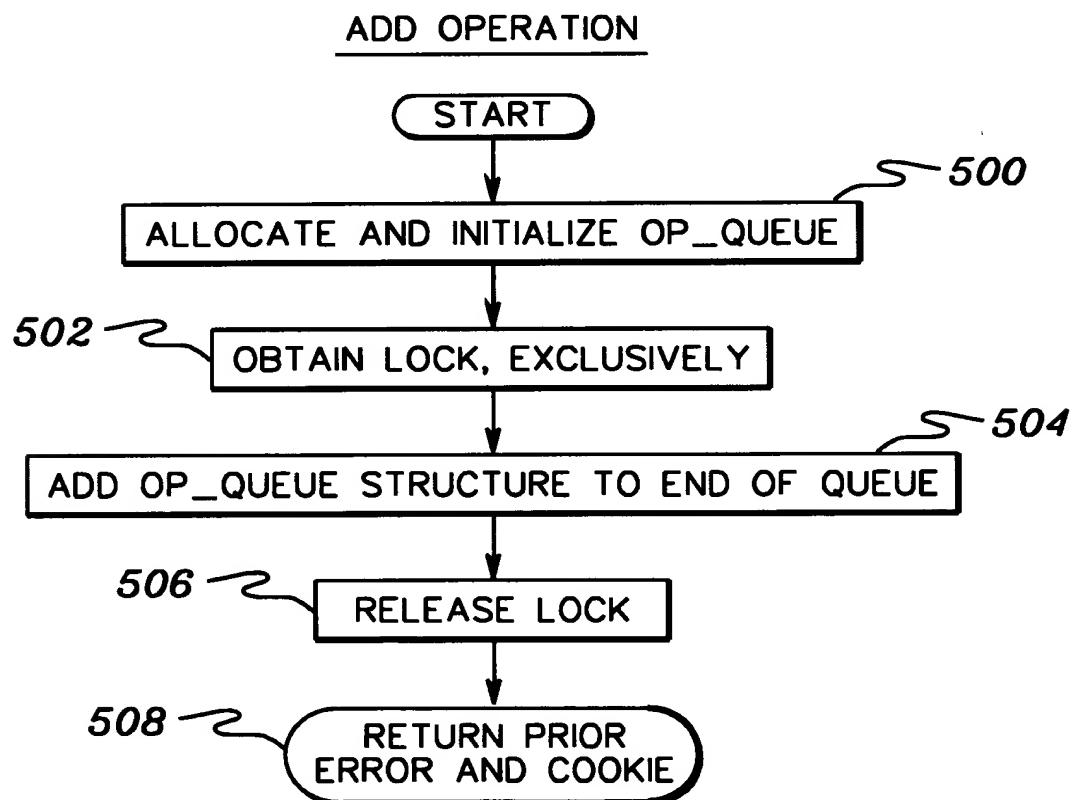 ADD OPERATION
START
500
ALLOCATE AND INITIALIZE OP_QUEUE
502
OBTAIN LOCK, EXCLUSIVELY
504
ADD OP_QUEUE STRUCTURE TO END OF QUEUE
506
RELEASE LOCK
508
RETURN PRIOR
ERROR AND COOKIE